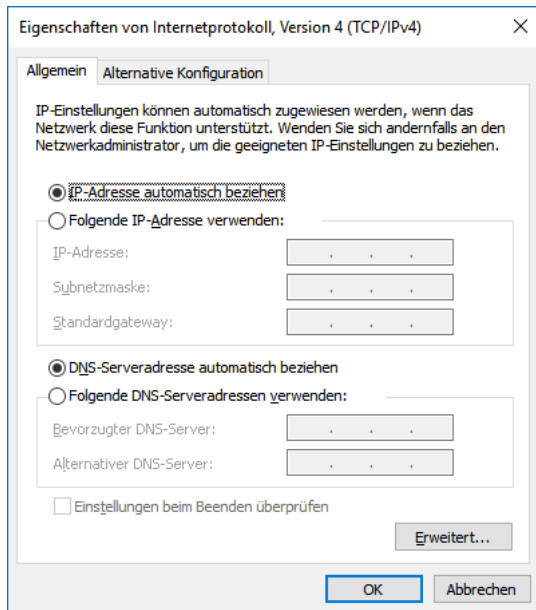 Eigenschaften von Internetprotokoll, Version 4 (TCP/IPv4)
Allgemein
Alternative Konfiguration
IP-Einstellungen können automatisch zugewiesen werden, wenn das
Netzwerk diese Funktion unterstützt. Wenden Sie sich andernfalls an den
Netzwerkadministrator, um die geeigneten IP-Einstellungen zu beziehen.
IP-Adresse automatisch beziehen
Folgende IP-Adresse verwenden:
IP-Adresse:
. . .
Subnetzmaske:
. . .
Standardgateway:
. . .
DNS-Serveradresse automatisch beziehen
Folgende DNS-Serveradressen verwenden:
Bevorzugter DNS-Server:
. . .
Alternativer DNS-Server:
. . .
Einstellungen beim Beenden überprüfen
Erweitert...
OK
Abbrechen